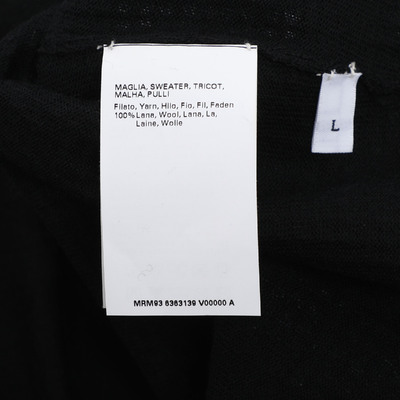 MAGLIA, SWEATER, TRICOT,
MALHA, PULLI
Filato, Yarn, Hilo, Fio, Fil, Faden
100%Lana, Wool, Lana, La,
Laine, Wolle
MRM93 6363139 V00000 A
L